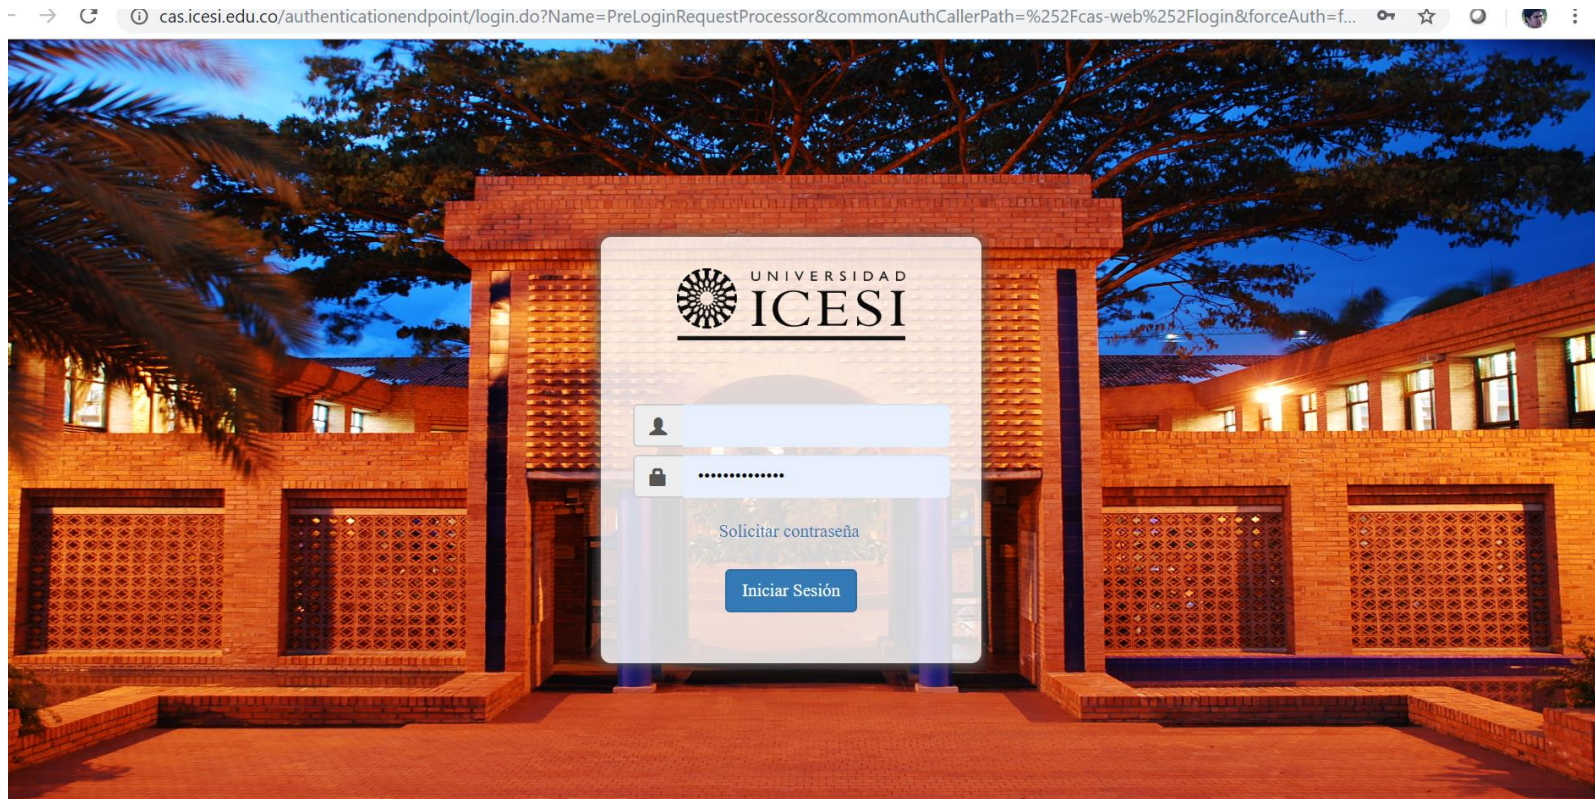 cas.icesi.edu.co/authenticationendpoint/login.do?Name=PreLoginRequestProcessor&commonAuthCallerPath=%252Fcas-web%252Flogin&forceAuth=f...
UNIVERSIDAD
ICESI
••••••••••••••
Solicitar contraseña
Iniciar Sesión